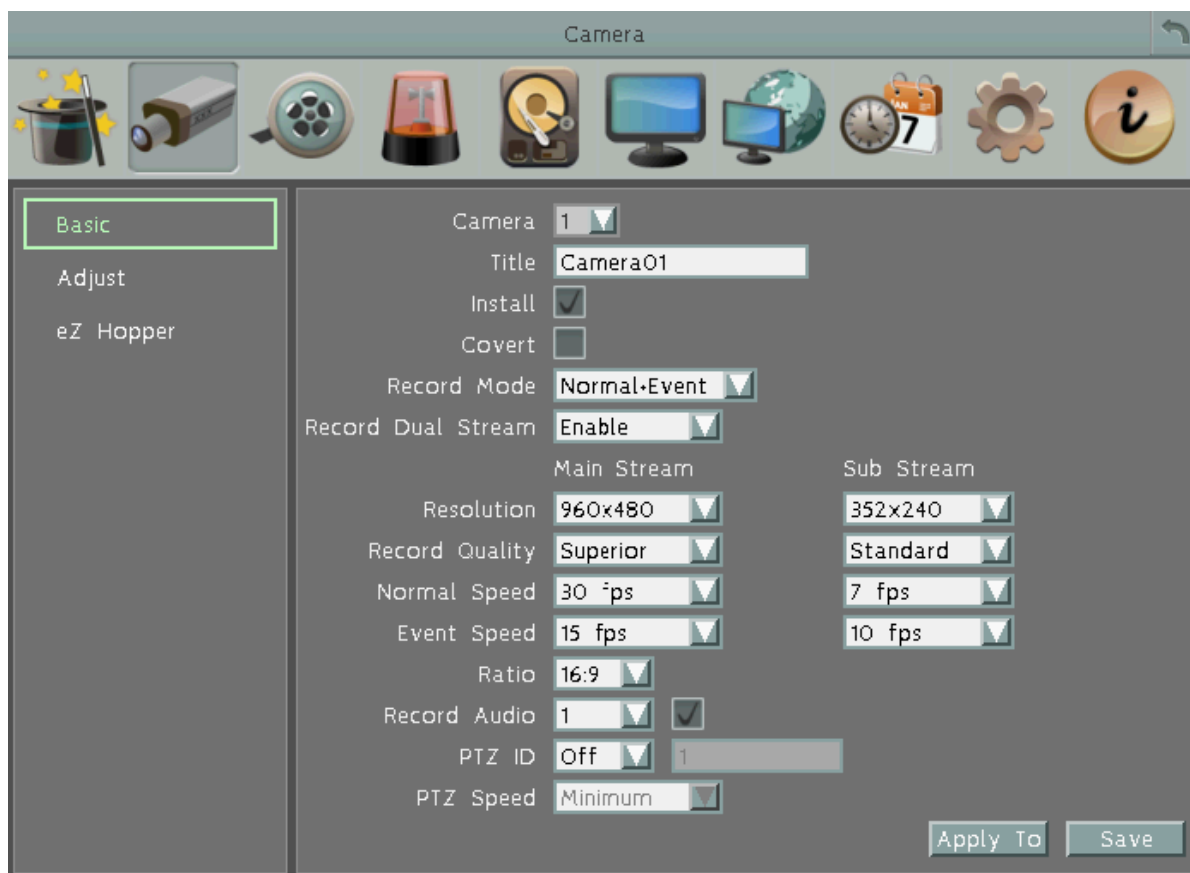 Camera
JAN
7
i
Basic
Adjust
eZ Hopper
Camera 1
Title Camera01
Install
Covert
Record Mode Normal+Event
Record Dual Stream Enable
Main Stream Sub Stream
Resolution 960x480 352x240
Record Quality Superior Standard
Normal Speed 30 fps 7 fps
Event Speed 15 fps 10 fps
Ratio 16:9
Record Audio 1
PTZ ID Off 1
PTZ Speed Minimum
Apply To Save